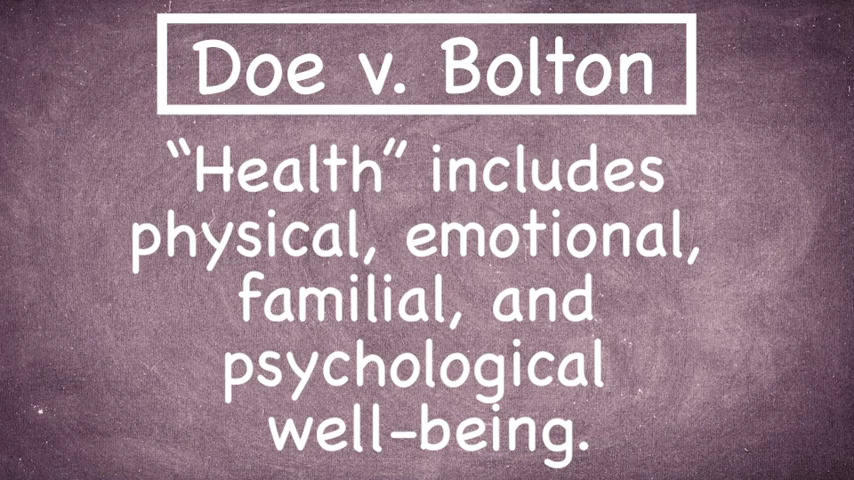 Doe v. Bolton
“Health” includes
physical, emotional,
familial, and
psychological
well-being.